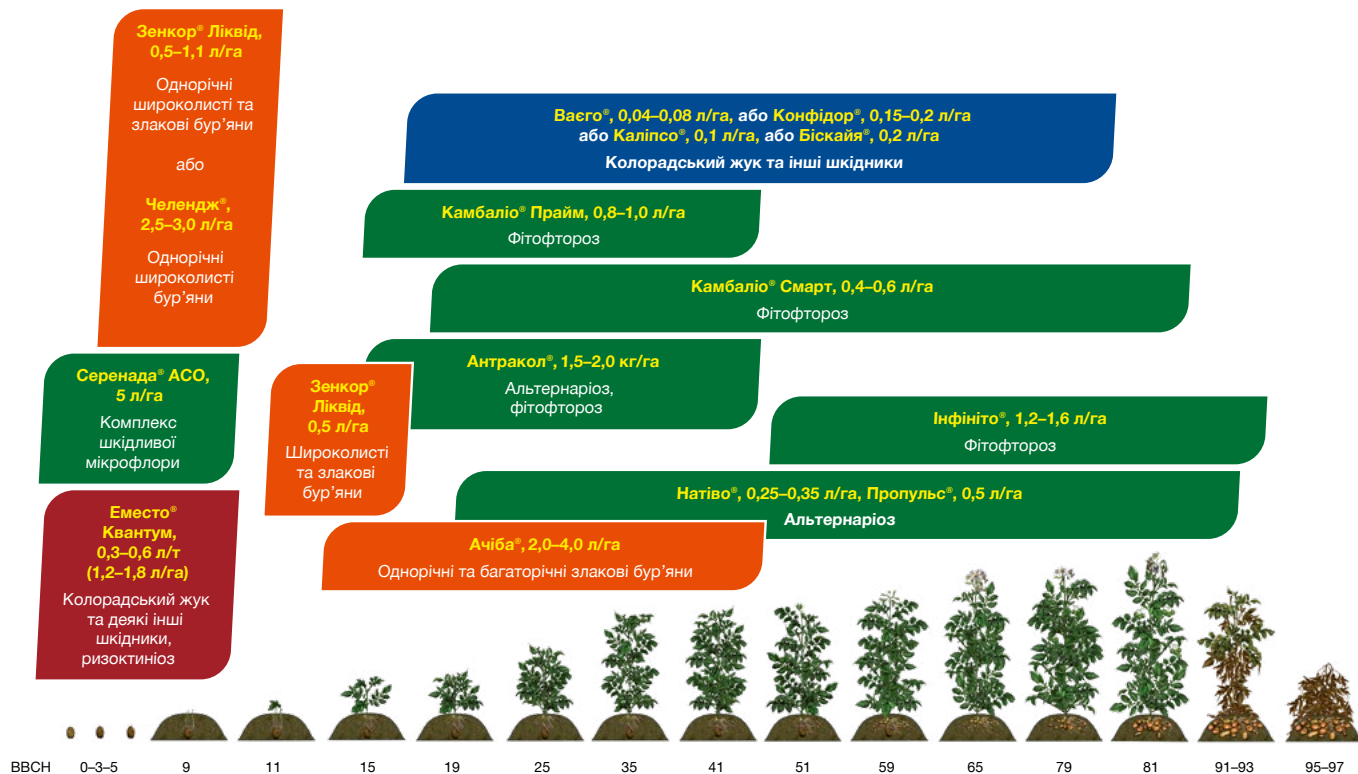 Зенкор® Ліквід,
0,5–1,1 л/га
Однорічні
широколисті та
злакові бур’яни
або
Челендж®,
2,5–3,0 л/га
Однорічні
широколисті
бур’яни
Ваєго®, 0,04–0,08 л/га, або Конфідор®, 0,15–0,2 л/га
або Каліпсо®, 0,1 л/га, або Біскайя®, 0,2 л/га
Колорадський жук та інші шкідники
Камбаліо® Прайм, 0,8–1,0 л/га
Фітофтороз
Камбаліо® Смарт, 0,4–0,6 л/га
Фітофтороз
Серенада® АСО,
5 л/га
Комплекс
шкідливої
мікрофлори
Зенкор®
Ліквід,
0,5 л/га
Широколисті
та злакові
бур’яни
Антракол®, 1,5–2,0 кг/га
Альтернаріоз,
фітофтороз
Інфініто®, 1,2–1,6 л/га
Фітофтороз
Натіво®, 0,25–0,35 л/га, Пропульс®, 0,5 л/га
Альтернаріоз
Еместо®
Квантум,
0,3–0,6 л/т
(1,2–1,8 л/га)
Колорадський жук
та деякі інші
шкідники,
ризоктиніоз
Ачіба®, 2,0–4,0 л/га
Однорічні та багаторічні злакові бур’яни
BBCH 0–3–5 9 11 15 19 25 35 41 51 59 65 79 81 91–93 95–97